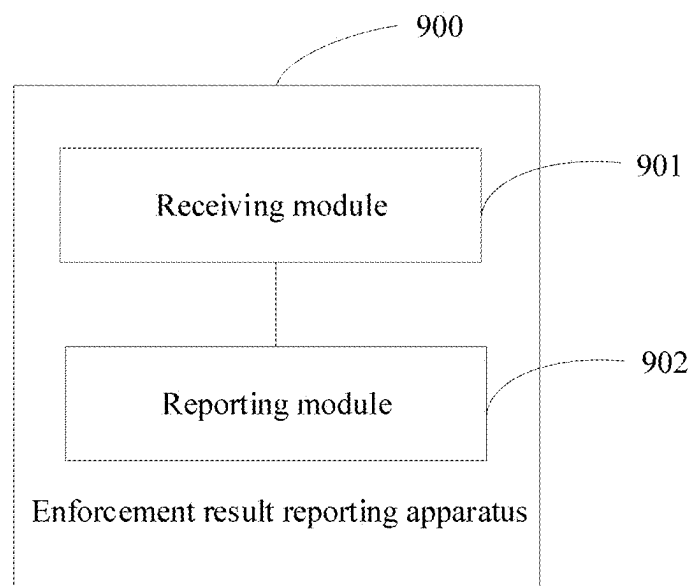 900
Receiving module
901
Reporting module
902
Enforcement result reporting apparatus